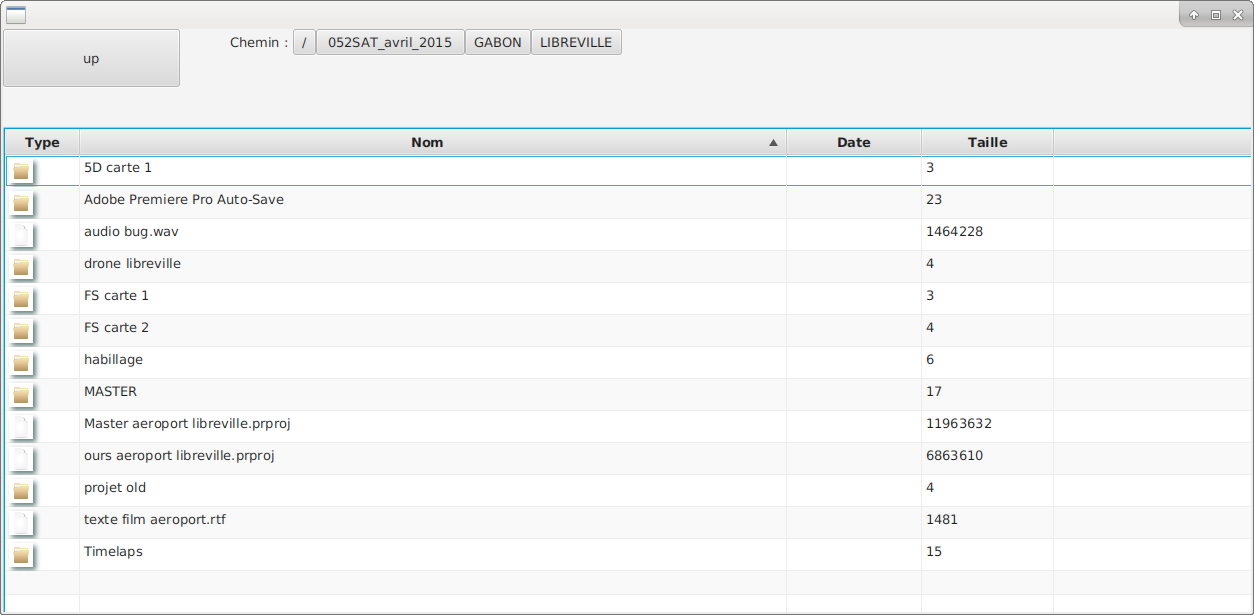 up
Chemin : / 052SAT_avril_2015 GABON LIBREVILLE
Type Nom Date Taille
5D carte 1 3
Adobe Premiere Pro Auto-Save 23
audio bug.wav 1464228
drone libreville 4
FS carte 1 3
FS carte 2 4
habillage 6
MASTER 17
Master aeroport libreville.prproj 11963632
ours aeroport libreville.prproj 6863610
projet old 4
texte film aeroport.rtf 1481
Timelaps 15